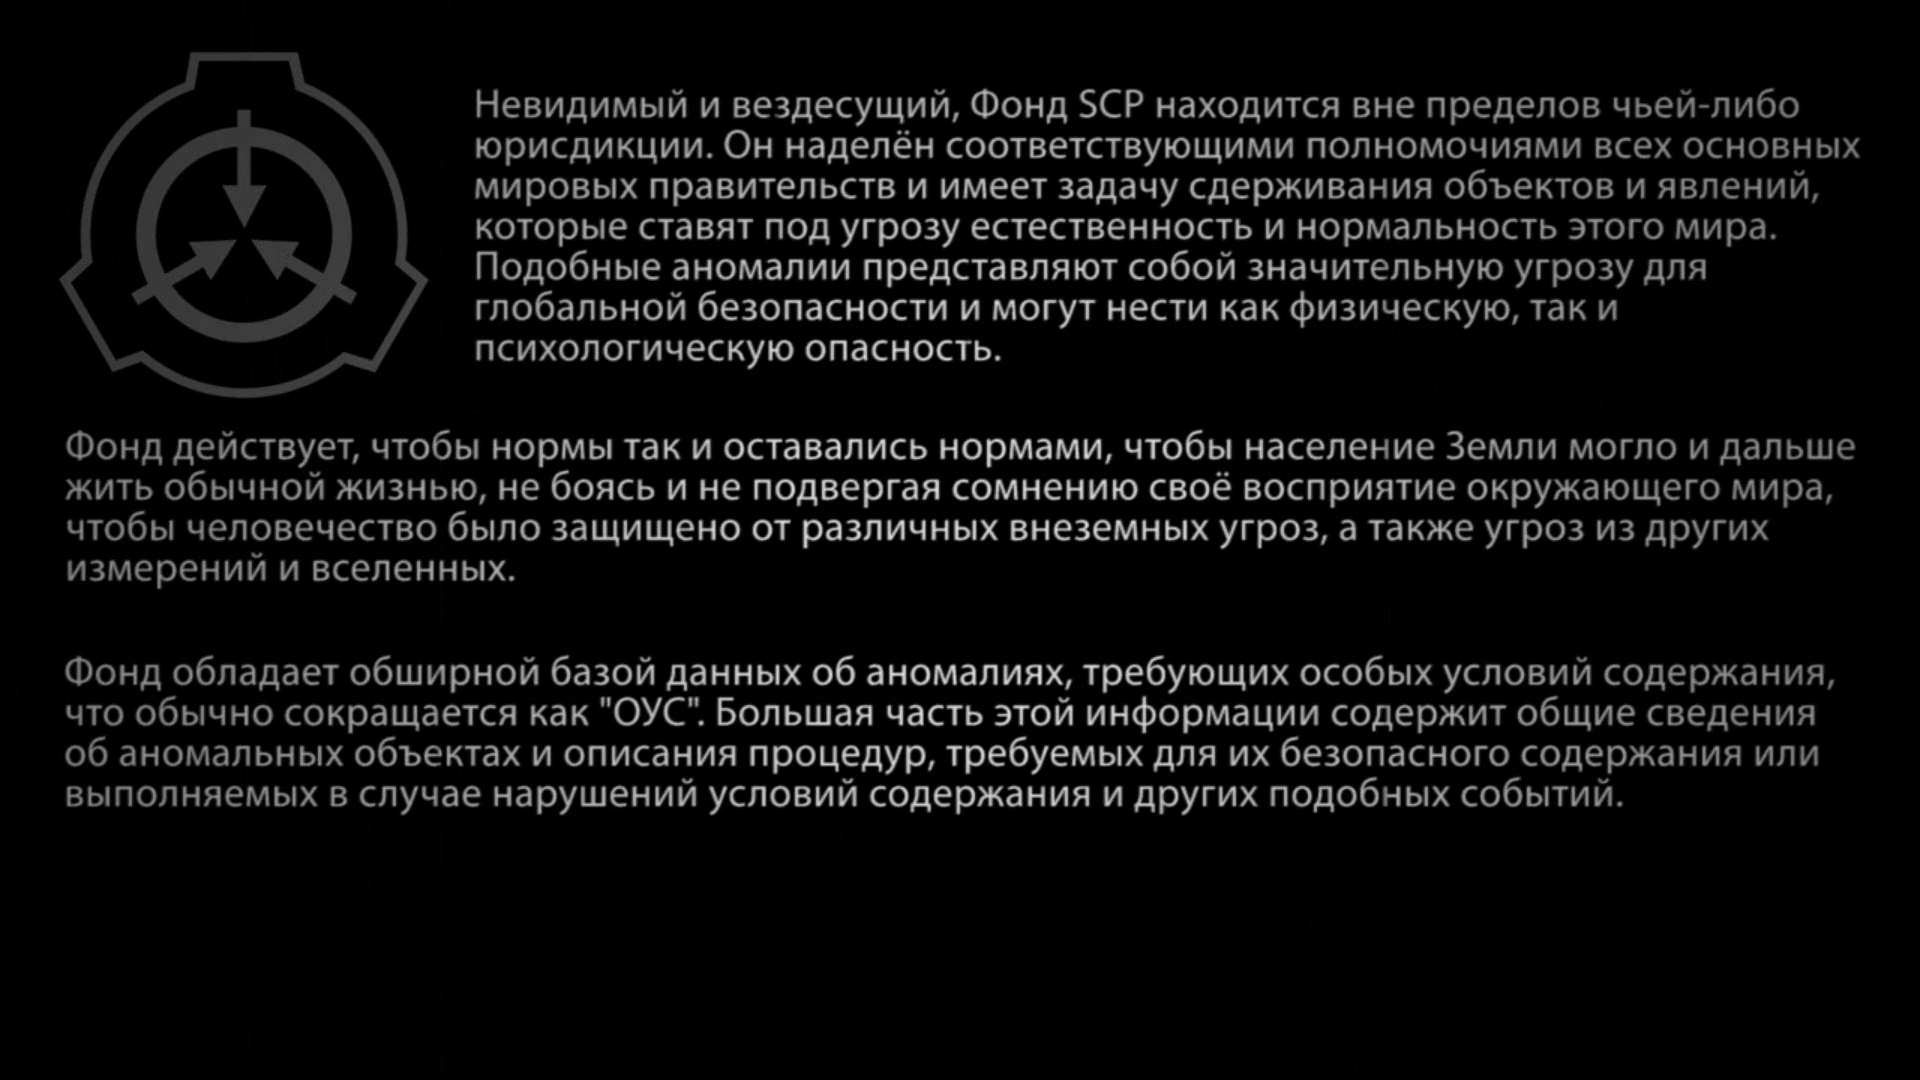 Невидимый и вездесущий, Фонд SCP находится вне пределов чьей-либо
юрисдикции. Он наделён соответствующими полномочиями всех основных
мировых правительств и имеет задачу сдерживания объектов и явлений,
которые ставят под угрозу естественность и нормальность этого мира.
Подобные аномалии представляют собой значительную угрозу для
глобальной безопасности и могут нести как физическую, так и
психологическую опасность.
Фонд действует, чтобы нормы так и оставались нормами, чтобы население Земли могло и дальше
жить обычной жизнью, не боясь и не подвергая сомнению своё восприятие окружающего мира,
чтобы человечество было защищено от различных внеземных угроз, а также угроз из других
измерений и вселенных.
Фонд обладает обширной базой данных об аномалиях, требующих особых условий содержания,
что обычно сокращается как "ОУС". Большая часть этой информации содержит общие сведения
об аномальных объектах и описания процедур, требуемых для их безопасного содержания или
выполняемых в случае нарушений условий содержания и других подобных событий.